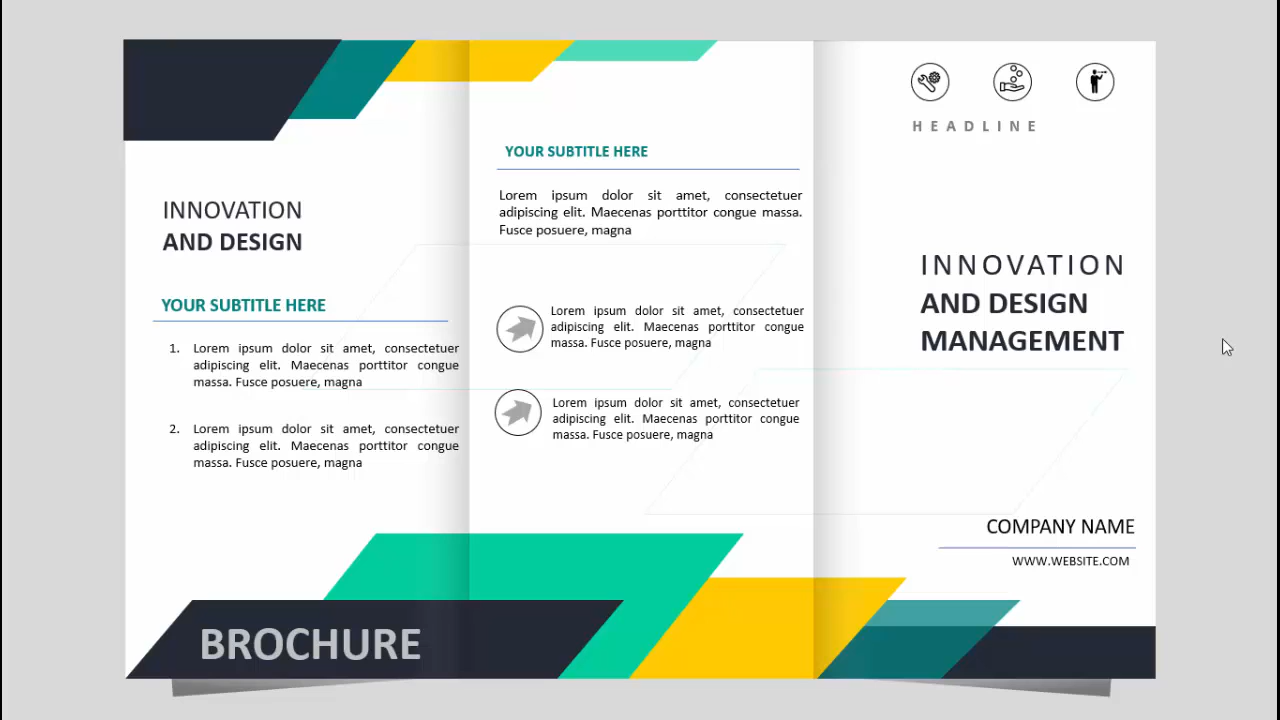 INNOVATION
AND DESIGN
YOUR SUBTITLE HERE
1. Lorem ipsum dolor sit amet, consectetuer
adipiscing elit. Maecenas porttitor congue
massa. Fusce posuere, magna
2. Lorem ipsum dolor sit amet, consectetuer
adipiscing elit. Maecenas porttitor congue
massa. Fusce posuere, magna
BROCHURE
YOUR SUBTITLE HERE
Lorem ipsum dolor sit amet, consectetuer
adipiscing elit. Maecenas porttitor congue massa.
Fusce posuere, magna
Lorem ipsum dolor sit amet, consectetuer
adipiscing elit. Maecenas porttitor congue
massa. Fusce posuere, magna
Lorem ipsum dolor sit amet, consectetuer
adipiscing elit. Maecenas porttitor congue
massa. Fusce posuere, magna
HEADLINE
INNOVATION
AND DESIGN
MANAGEMENT
COMPANY NAME
WWW.WEBSITE.COM